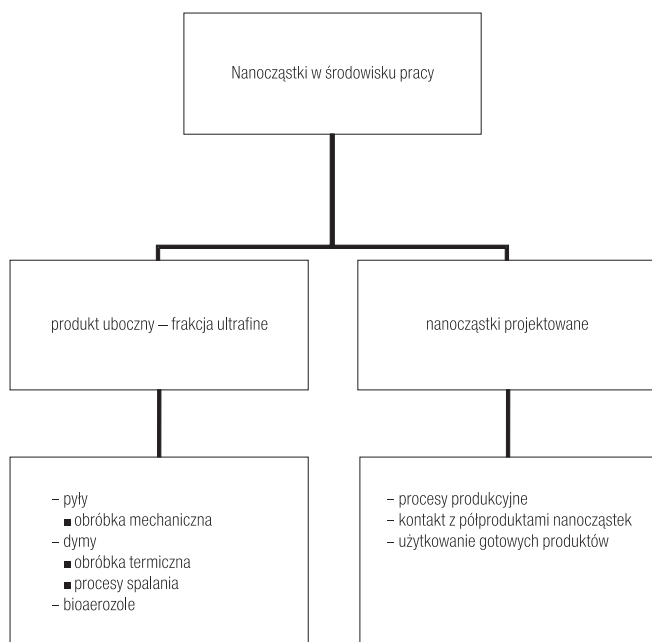 Nanocząstki w środowisku pracy
produkt uboczny – frakcja ultrafine
nanocząstki projektowane
– pyły
■ obróbka mechaniczna
– dymy
■ obróbka termiczna
■ procesy spalania
– bioaerozole
– procesy produkcyjne
– kontakt z półproduktami nanocząstek
– użytkowanie gotowych produktów